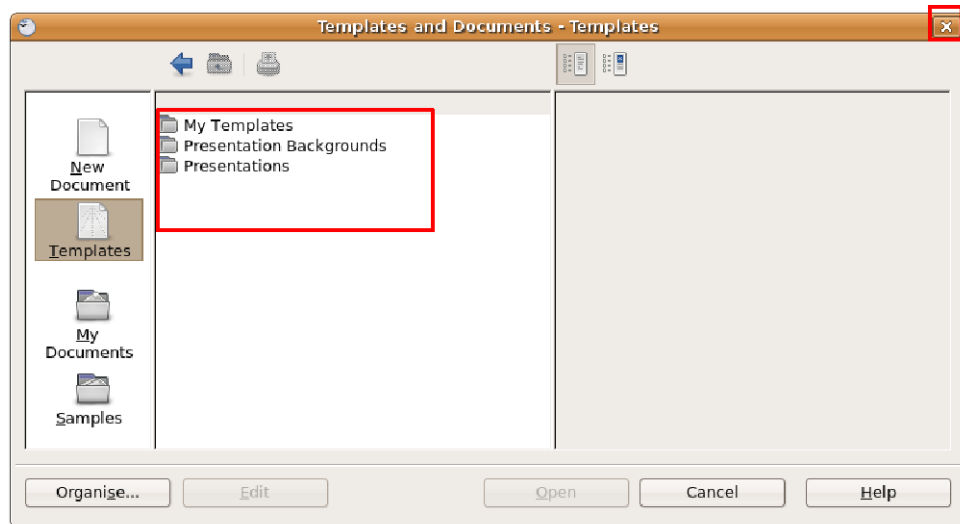 Templates and Documents - Templates
New
Document
Templates
My
Documents
Samples
My Templates
Presentation Backgrounds
Presentations
Organise...
Edit
Open
Cancel
Help